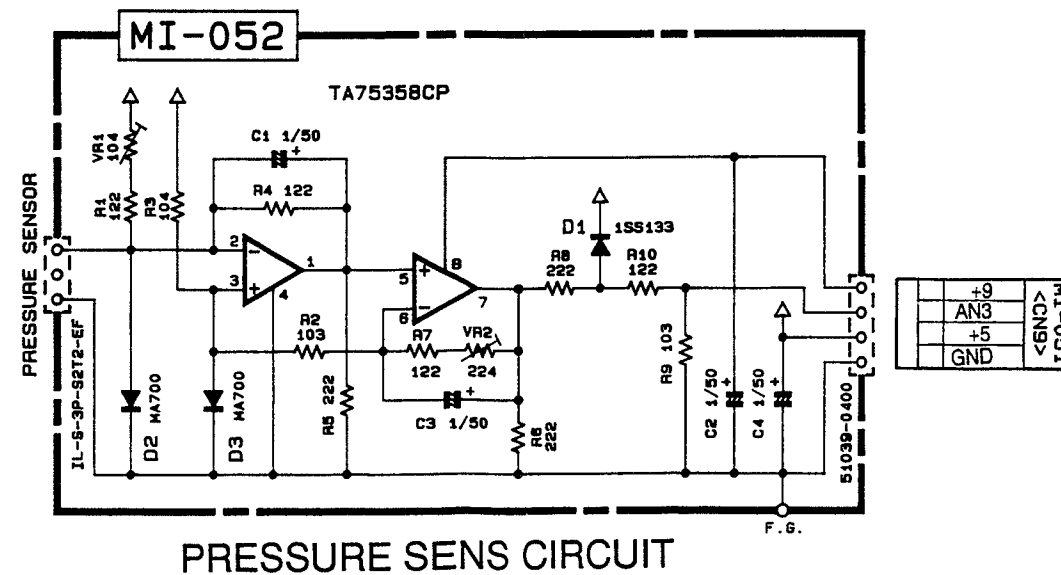 MI-052
TA75358CP
C1 1/50
+
VR1
104
R1
122
R3
104
R4 122
PRESSURE SENSOR
2
-
3
+
1
4
5
+
8
6
-
7
D1
1SS133
R8
222
R10
122
R2
103
R7
122
VR2
224
C3 1/50
+
D2 MA700
D3 MA700
R5 222
R6
222
R9 103
C2 1/50
+
C4 1/50
+
IL-S-3P-S2T2-EF
51039-0400
+9
AN3
+5
GND
<CN9>
F.G.
PRESSURE SENS CIRCUIT